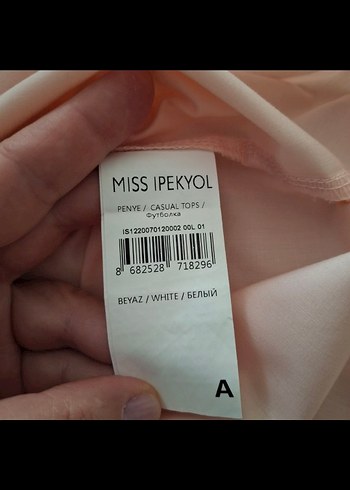 MISS IPEKYOL
PENYE / CASUAL TOPS /
Футболка
IS1220070120002 00L 01
8 682528 718296
BEYAZ / WHITE / БЕЛЫЙ
A